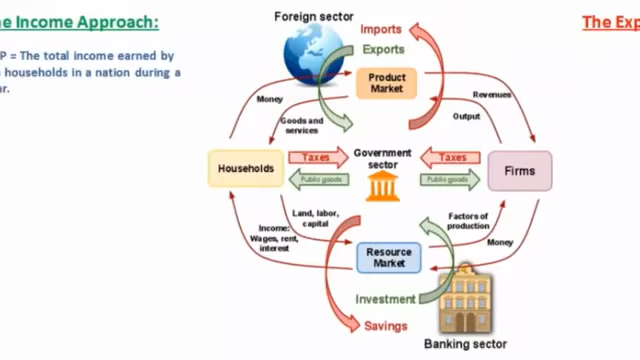 ne Income Approach:
The Exp
P = The total income earned by
households in a nation during a
ar.
Foreign sector
Imports
Exports
Product
Market
Money
Revenues
Goods and
services
Output
Households
Taxes
Public goods
Government
sector
Taxes
Public goods
Firms
Land, labor,
capital
Factors of
production
Income:
Wages, rent,
interest
Money
Resource
Market
Investment
Savings
Banking sector